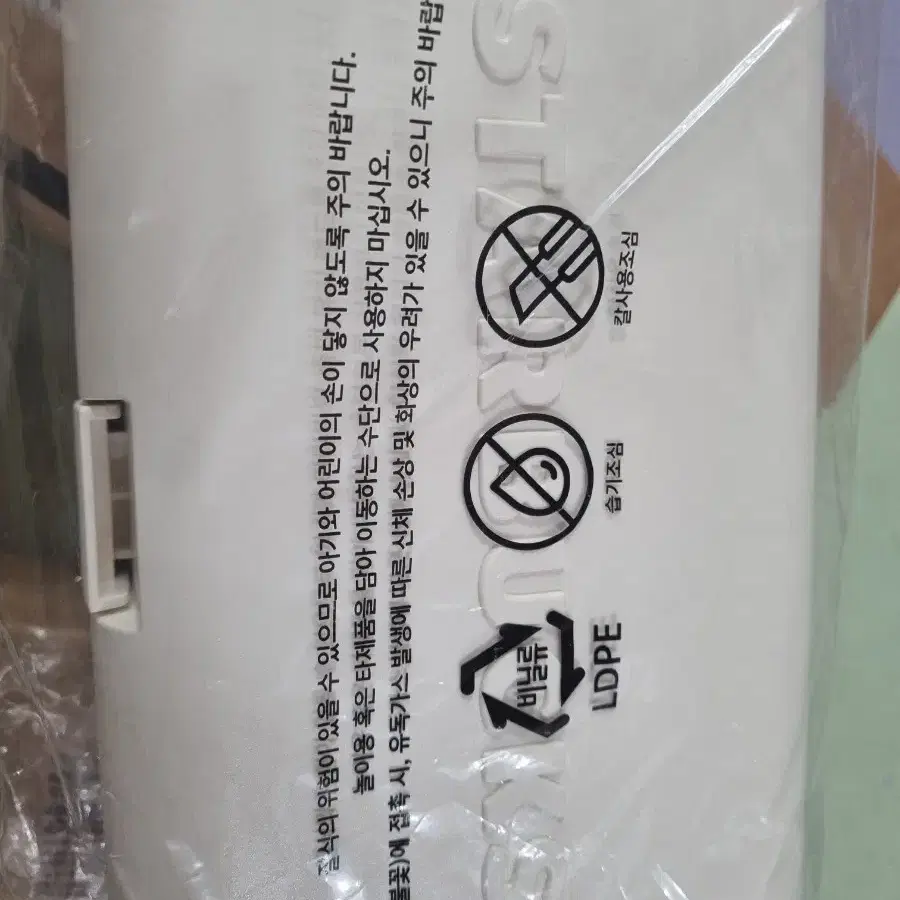 질식의 위험이 있을 수 있으므로 아기와 어린이의 손이 닿지 않도록 주의 바랍니다.
놀이용 혹은 타제품을 담아 이동하는 수단으로 사용하지 마십시오.
불꽃)에 접촉 시, 유독가스 발생에 따른 신체 손상 및 화상의 우려가 있을 수 있으니 주의 바랍
STARBUCKS
비닐류
LDPE
습기조심
칼사용조심